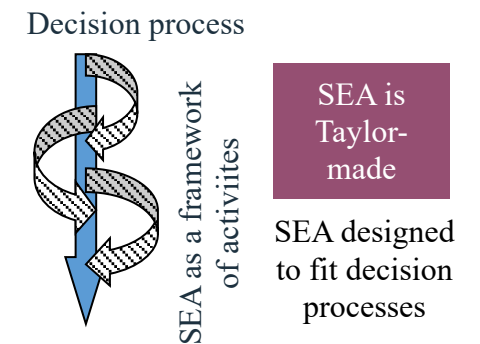 Decision process
SEA as a framework
of activiites
SEA is
Taylor-
made
SEA designed
to fit decision
processes